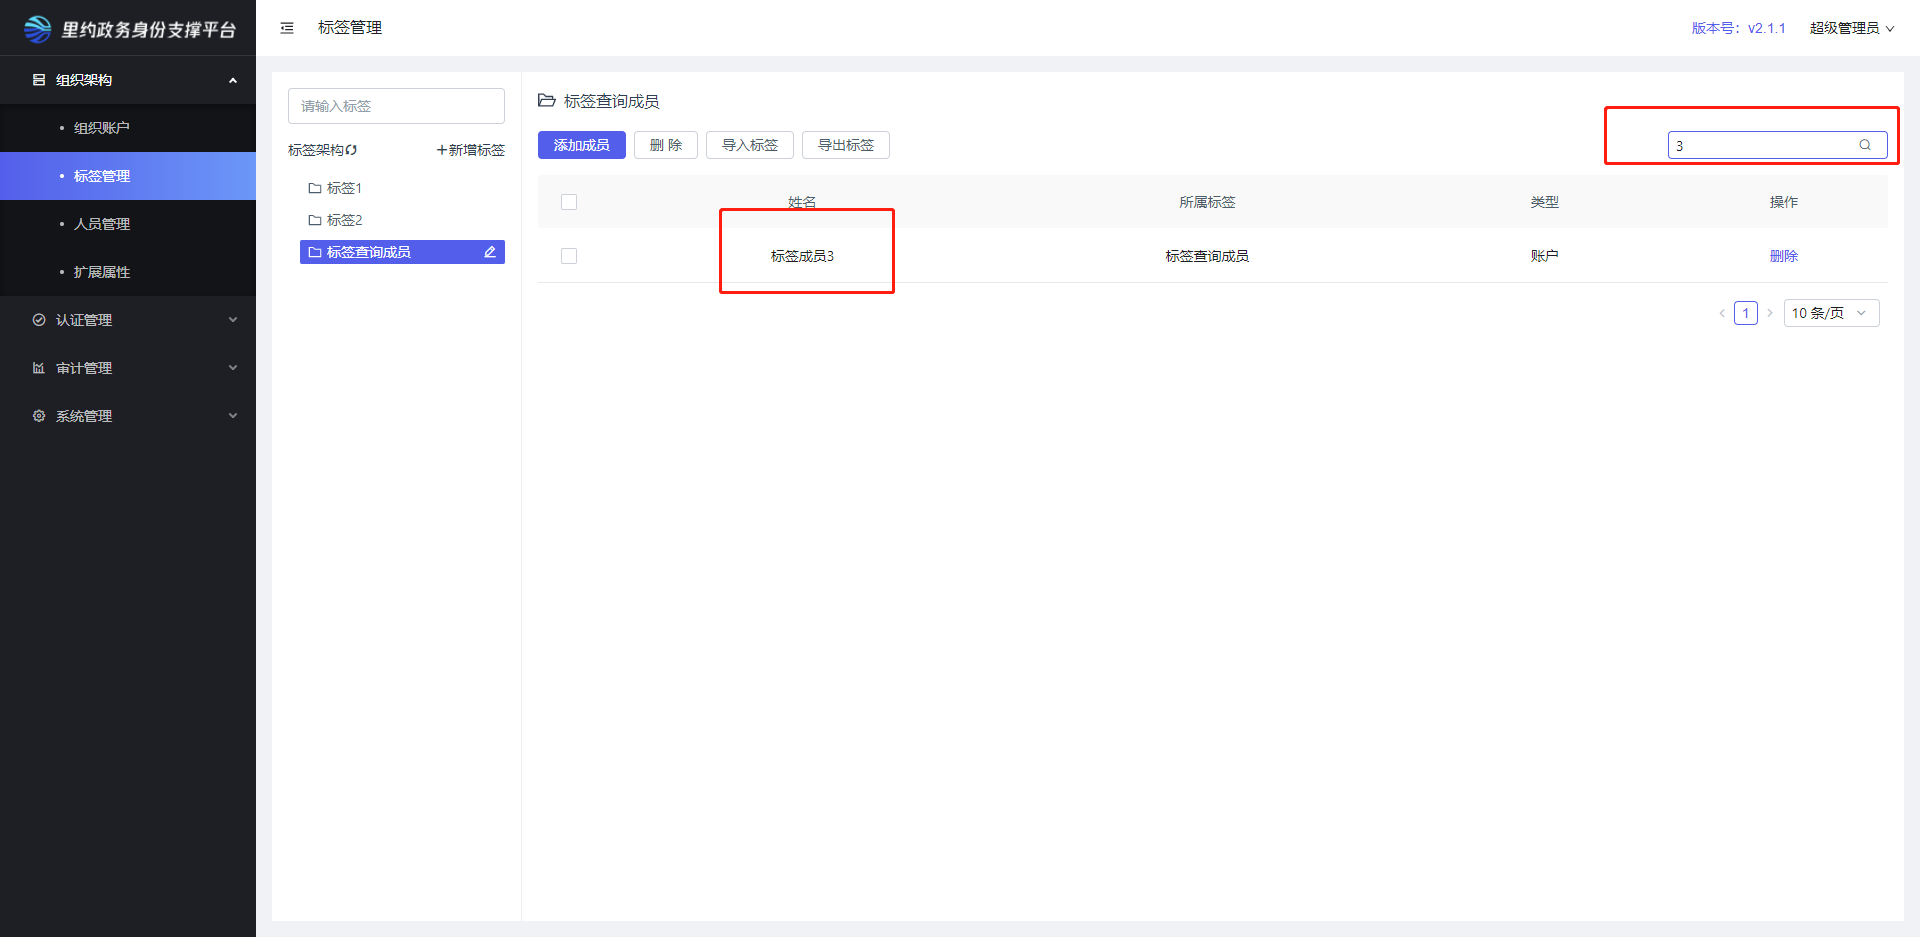 里约政务身份支撑平台
标签管理
版本号：v2.1.1
超级管理员
组织架构
组织账户
标签管理
人员管理
扩展属性
认证管理
审计管理
系统管理
请输入标签
标签架构
+新增标签
标签1
标签2
标签查询成员
标签查询成员
添加成员
删 除
导入标签
导出标签
3
姓名
所属标签
类型
操作
标签成员3
标签查询成员
账户
删除
1
10 条/页